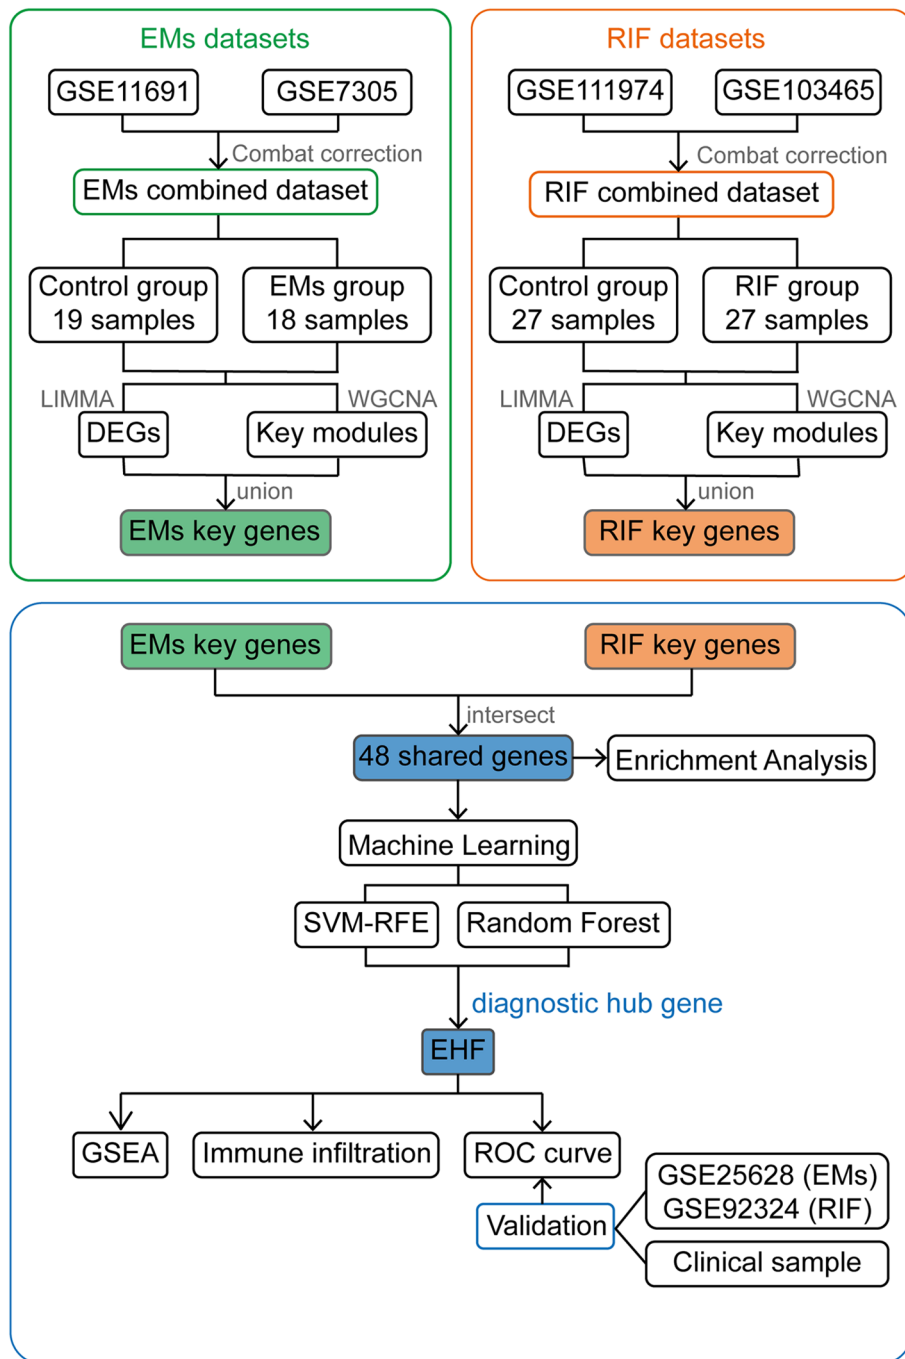 EMs datasets
GSE11691
GSE7305
Combat correction
EMs combined dataset
Control group
19 samples
EMs group
18 samples
LIMMA
WGCNA
DEGs
Key modules
union
EMs key genes
RIF datasets
GSE111974
GSE103465
Combat correction
RIF combined dataset
Control group
27 samples
RIF group
27 samples
LIMMA
WGCNA
DEGs
Key modules
union
RIF key genes
EMs key genes
RIF key genes
intersect
48 shared genes
Enrichment Analysis
Machine Learning
SVM-RFE
Random Forest
diagnostic hub gene
EHF
GSEA
Immune infiltration
ROC curve
Validation
GSE25628 (EMs)
GSE92324 (RIF)
Clinical sample